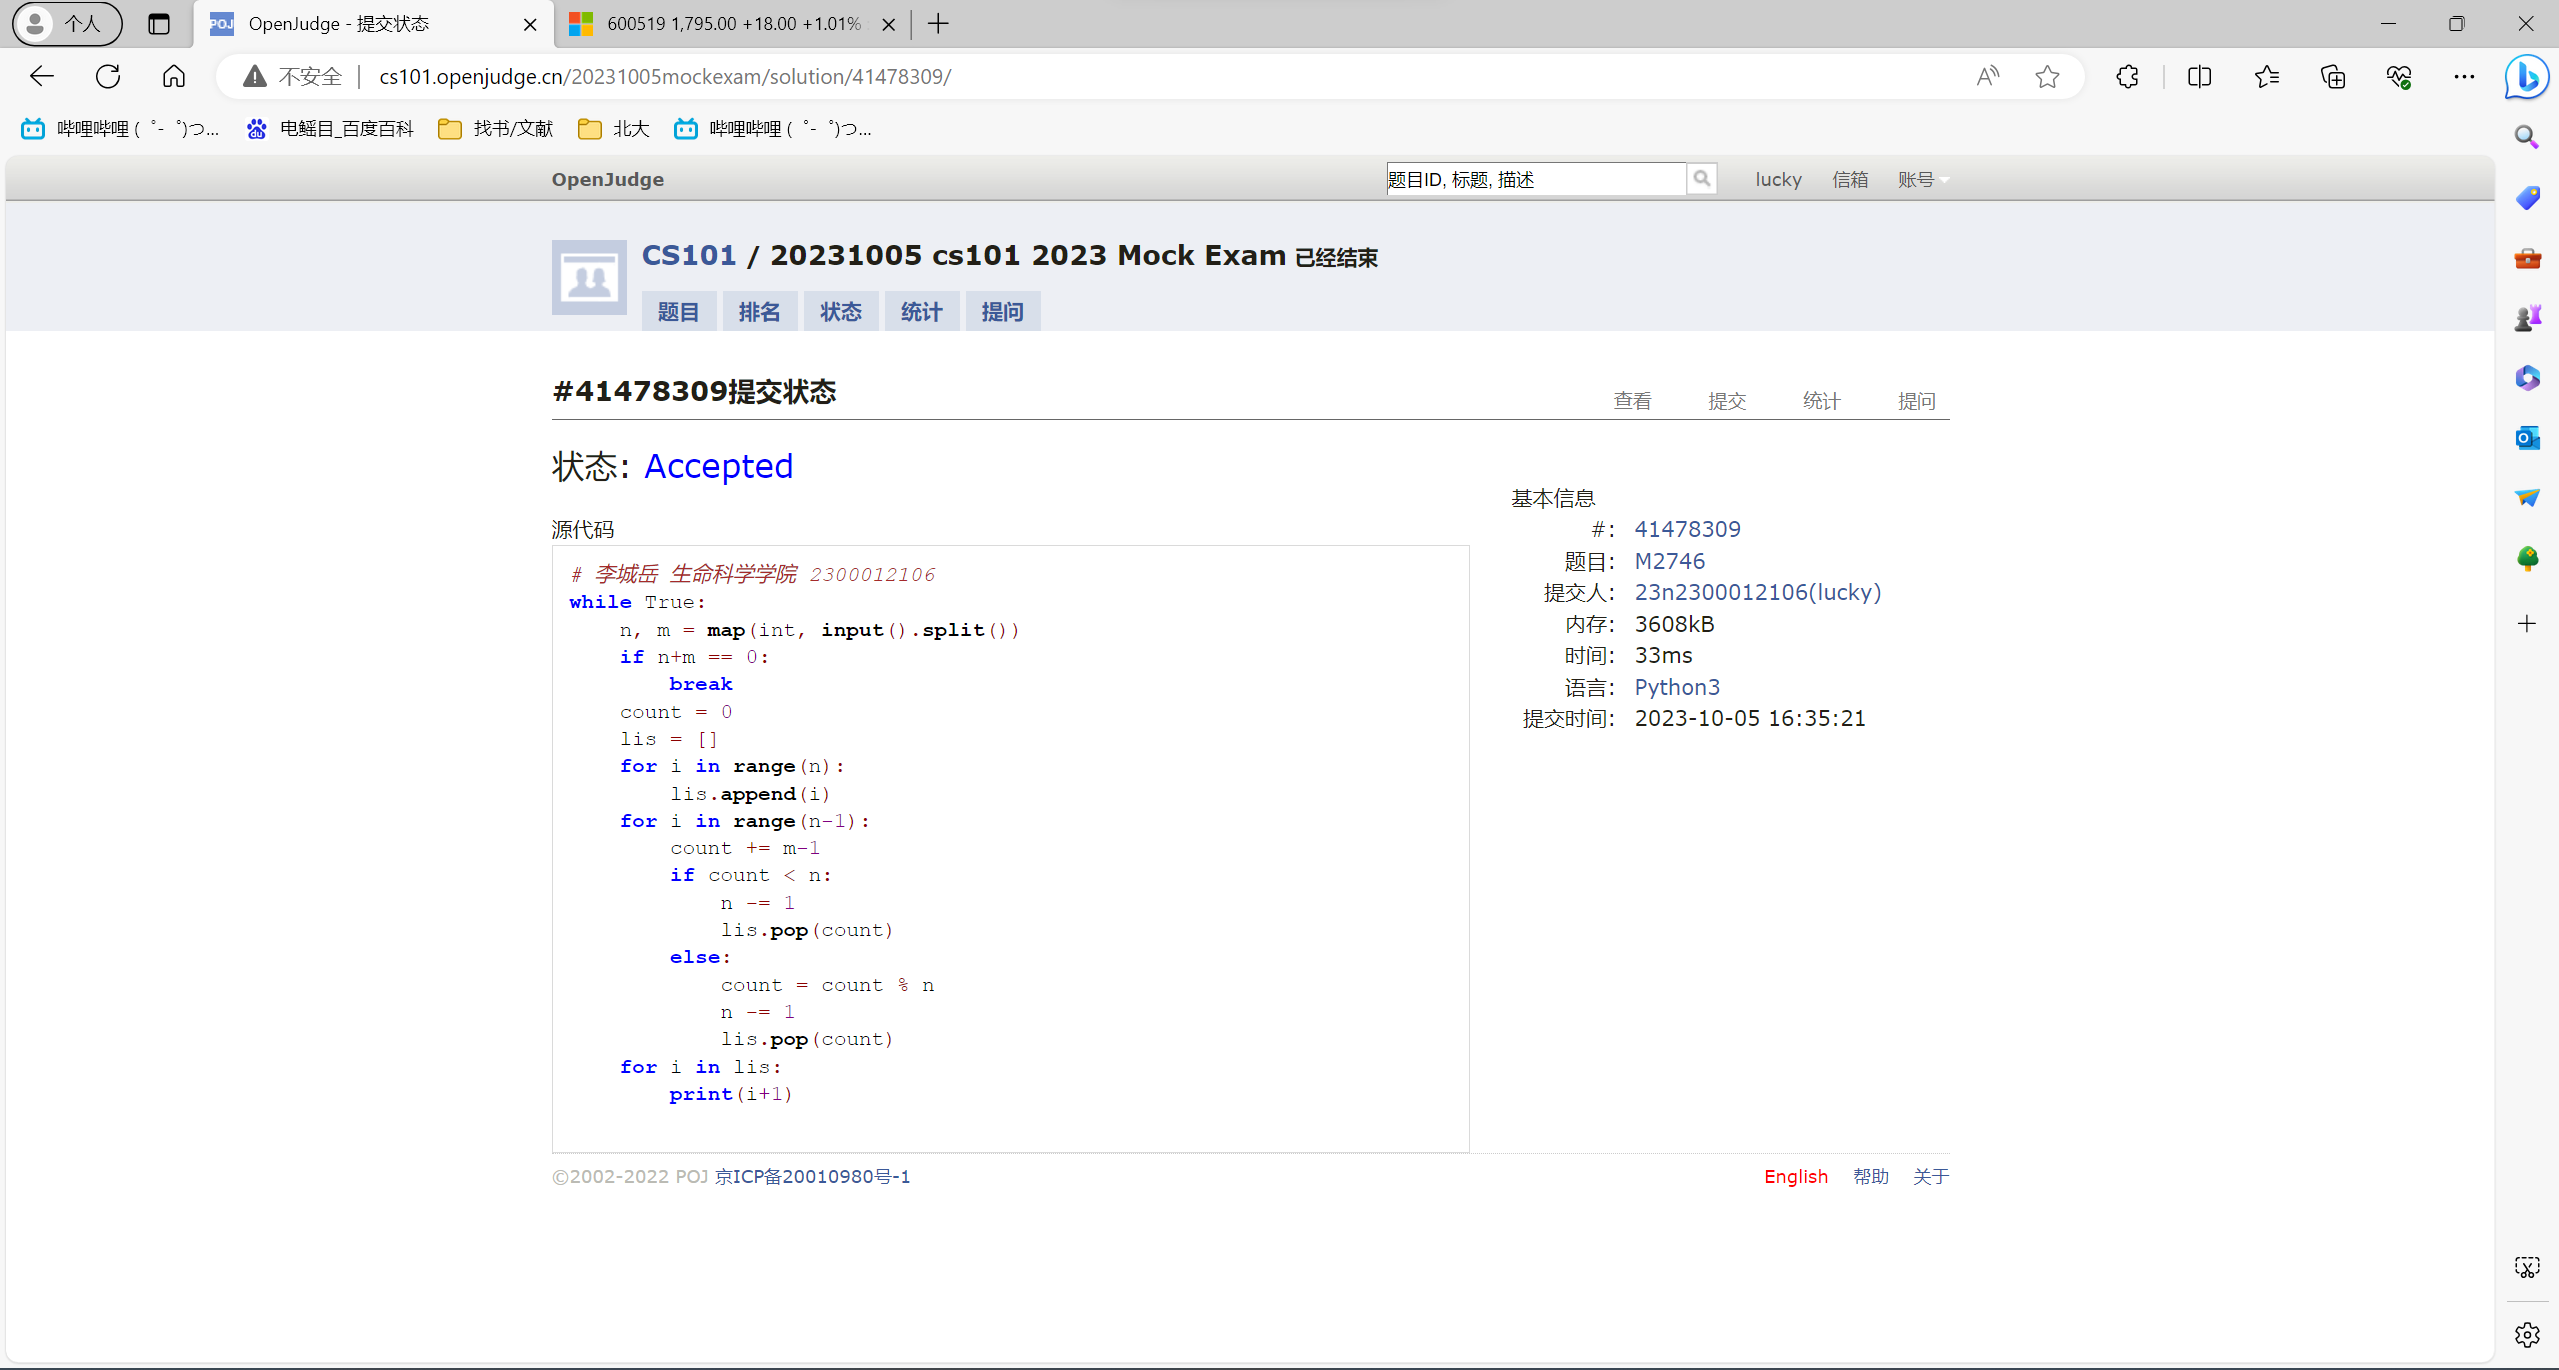 个人
OpenJudge - 提交状态
600519 1,795.00 +18.00 +1.01%
不安全
cs101.openjudge.cn/20231005mockexam/solution/41478309/
哔哩哔哩 (゜-゜)つ...
电鳐目_百度百科
找书/文献
北大
哔哩哔哩 (゜-゜)つ...
OpenJudge
题目ID, 标题, 描述
lucky 信箱 账号
CS101 / 20231005 cs101 2023 Mock Exam 已经结束
题目 排名 状态 统计 提问
#41478309提交状态
查看 提交 统计 提问
状态: Accepted
源代码
# 李城岳 生命科学学院 2300012106
while True:
    n, m = map(int, input().split())
    if n+m == 0:
        break
    count = 0
    lis = []
    for i in range(n):
        lis.append(i)
    for i in range(n-1):
        count += m-1
        if count < n:
            n -= 1
            lis.pop(count)
        else:
            count = count % n
            n -= 1
            lis.pop(count)
    for i in lis:
        print(i+1)
基本信息
#: 41478309
题目: M2746
提交人: 23n2300012106(lucky)
内存: 3608kB
时间: 33ms
语言: Python3
提交时间: 2023-10-05 16:35:21
©2002-2022 POJ 京ICP备20010980号-1
English 帮助 关于